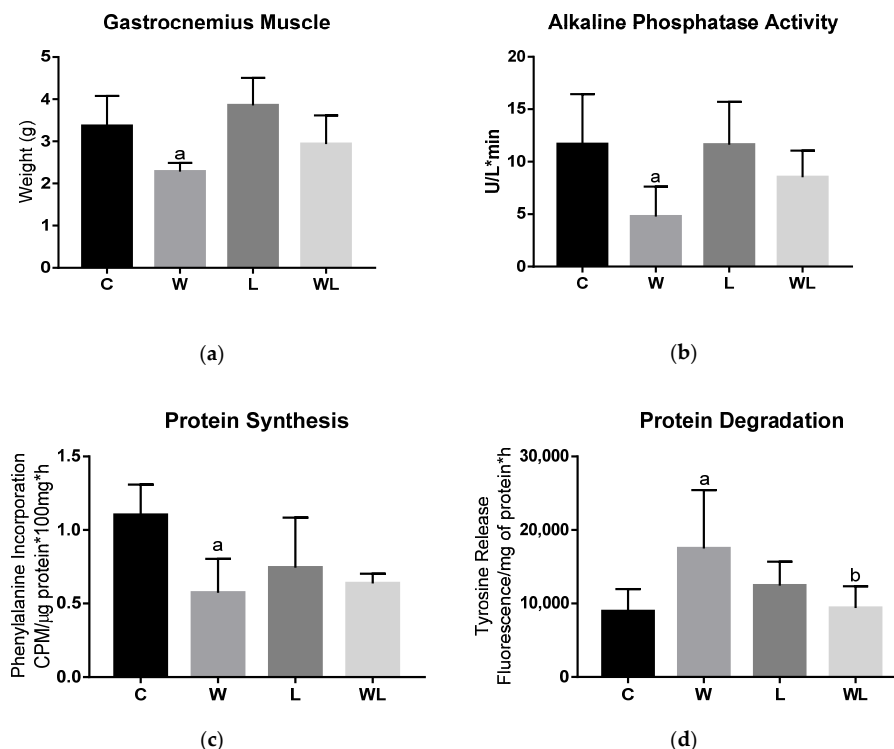 Gastrocnemius Muscle
Weight (g)
5
4
3
2
1
0
a
C W L WL
(a)
Alkaline Phosphatase Activity
U/L*min
20
15
10
5
0
a
C W L WL
(b)
Protein Synthesis
Phenylalanine Incorporation
CPM/µg protein*100mg*h
1.5
1.0
0.5
0.0
a
C W L WL
(c)
Protein Degradation
Tyrosine Release
Fluorescence/mg of protein*h
30,000
20,000
10,000
0
a
b
C W L WL
(d)